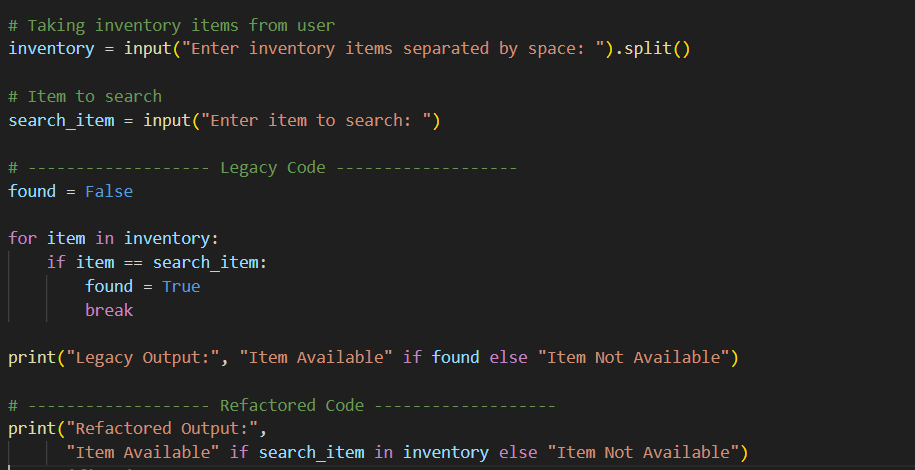 # Taking inventory items from user
inventory = input("Enter inventory items separated by space: ").split()
# Item to search
search_item = input("Enter item to search: ")
# ------------------- Legacy Code -------------------
found = False
for item in inventory:
    if item == search_item:
        found = True
        break
print("Legacy Output:", "Item Available" if found else "Item Not Available")
# ------------------- Refactored Code -------------------
print("Refactored Output:",
      "Item Available" if search_item in inventory else "Item Not Available")